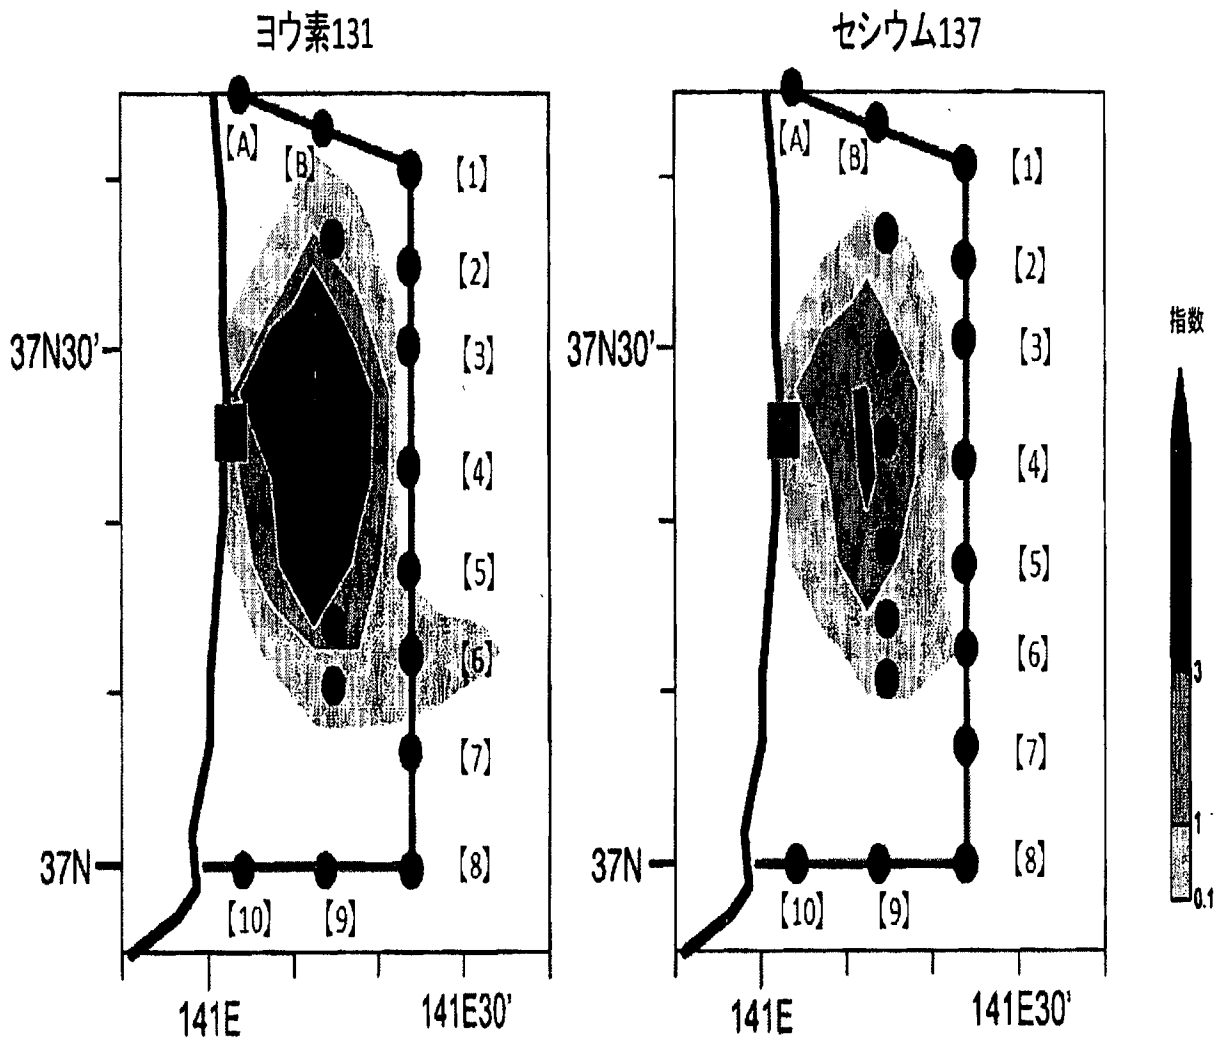 ヨウ素131
【A】
【B】
【1】
【2】
【3】
【4】
【5】
【6】
【7】
【8】
【10】 【9】
37N30'
37N
141E 141E30'
セシウム137
【A】
【B】
【1】
【2】
【3】
【4】
【5】
【6】
【7】
【8】
【10】 【9】
37N30'
37N
141E 141E30'
指数
3
1
0.1